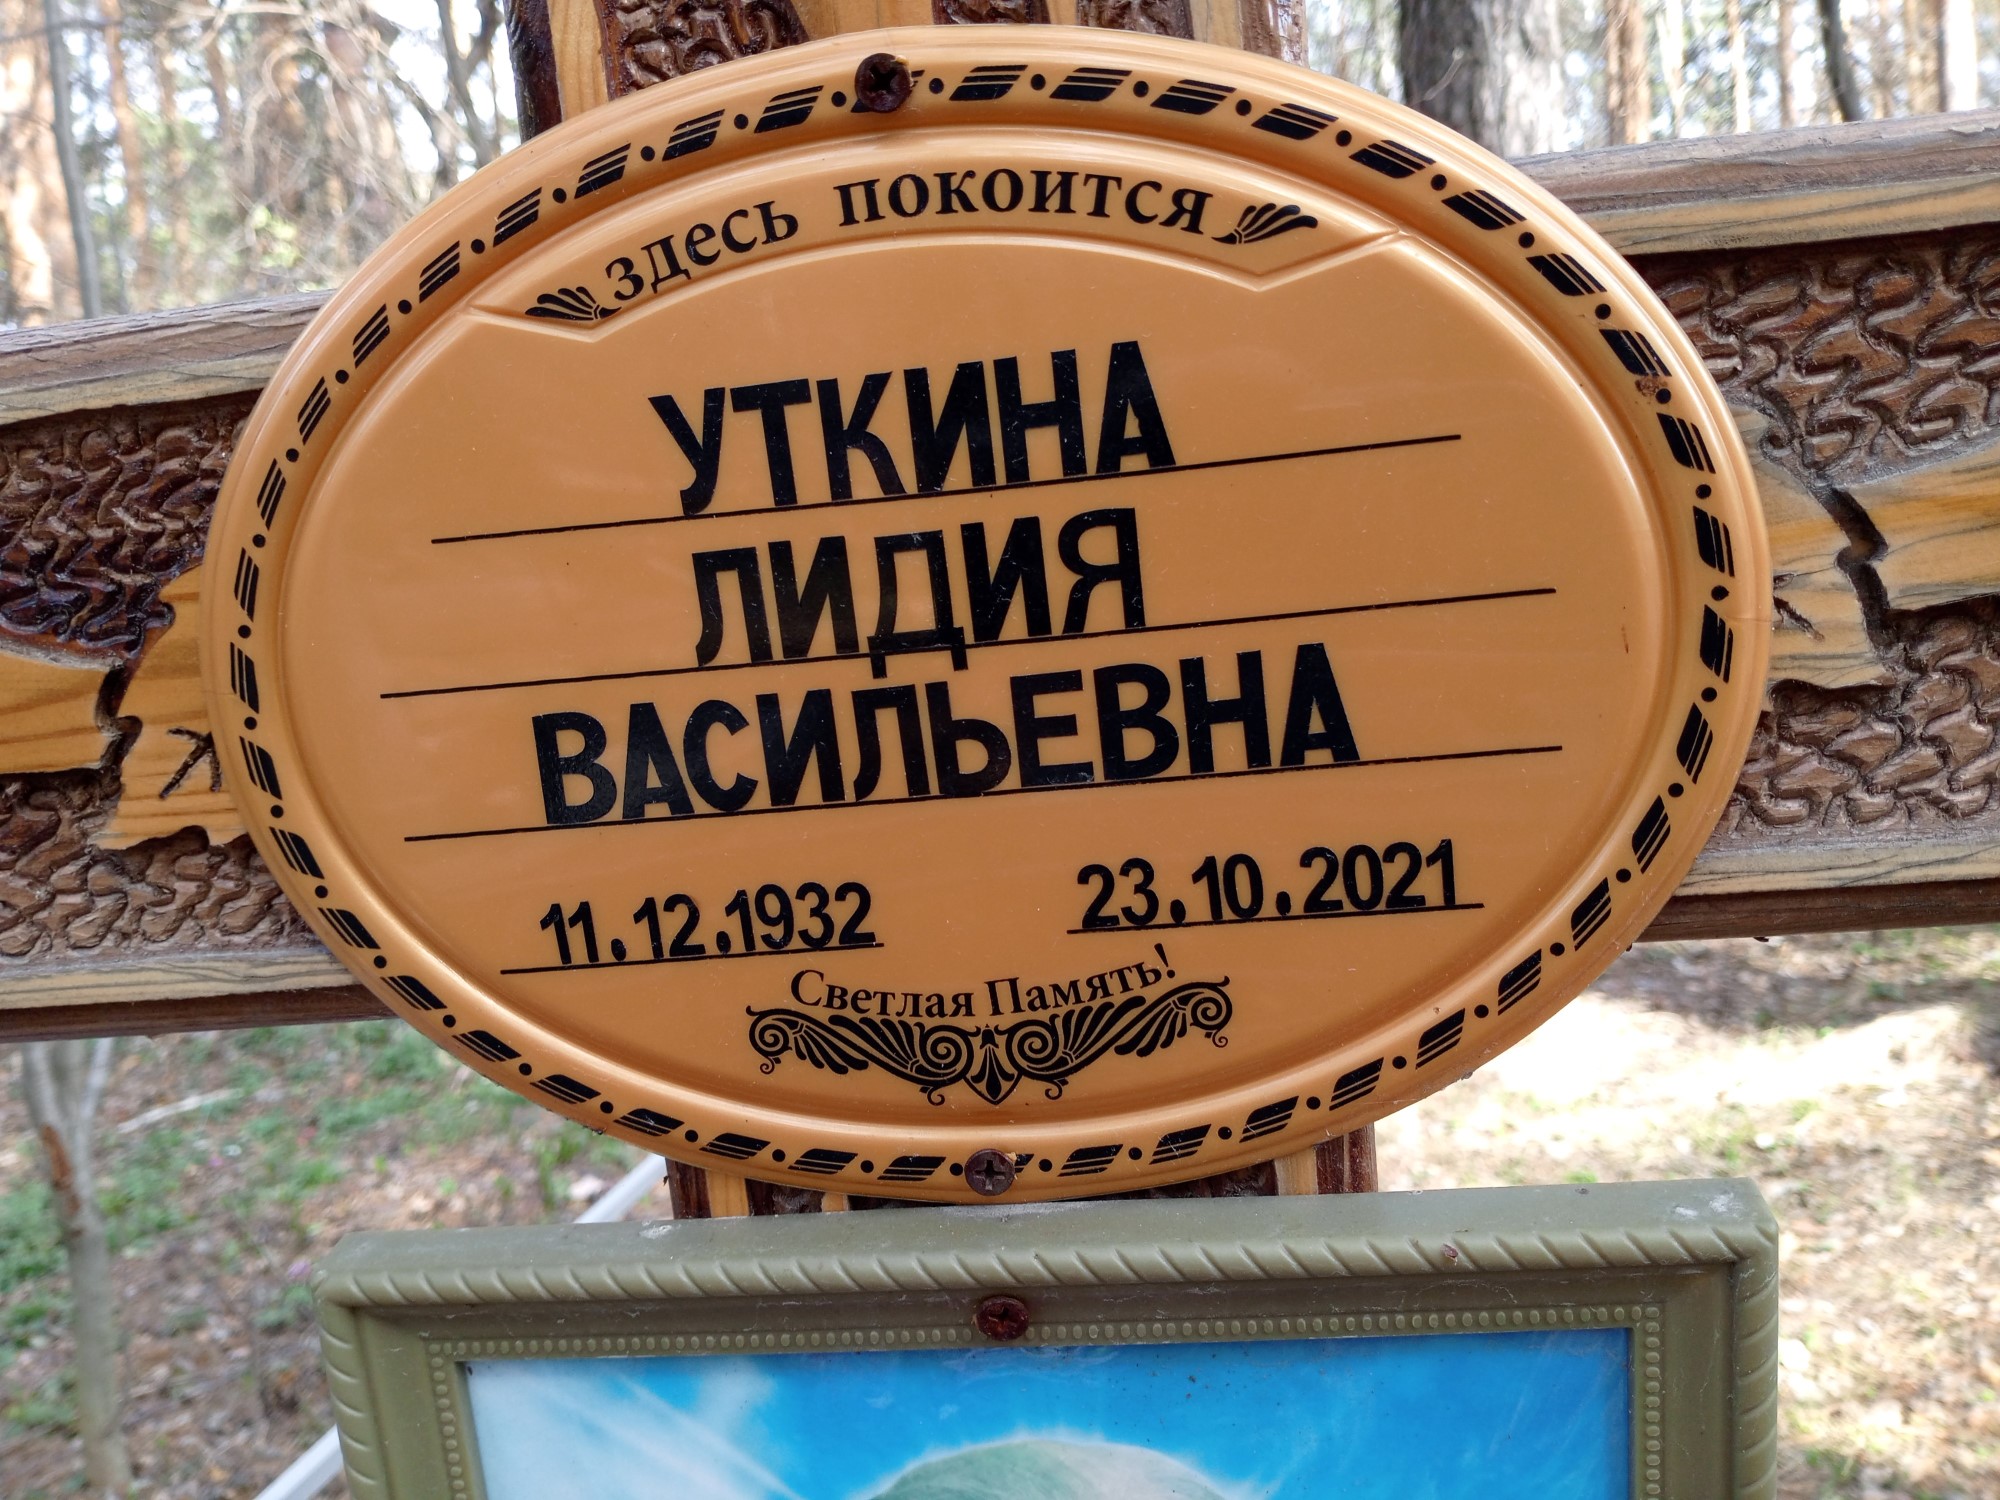 здесь покоится
УТКИНА
ЛИДИЯ
ВАСИЛЬЕВНА
11.12.1932 23.10.2021
Светлая Память!